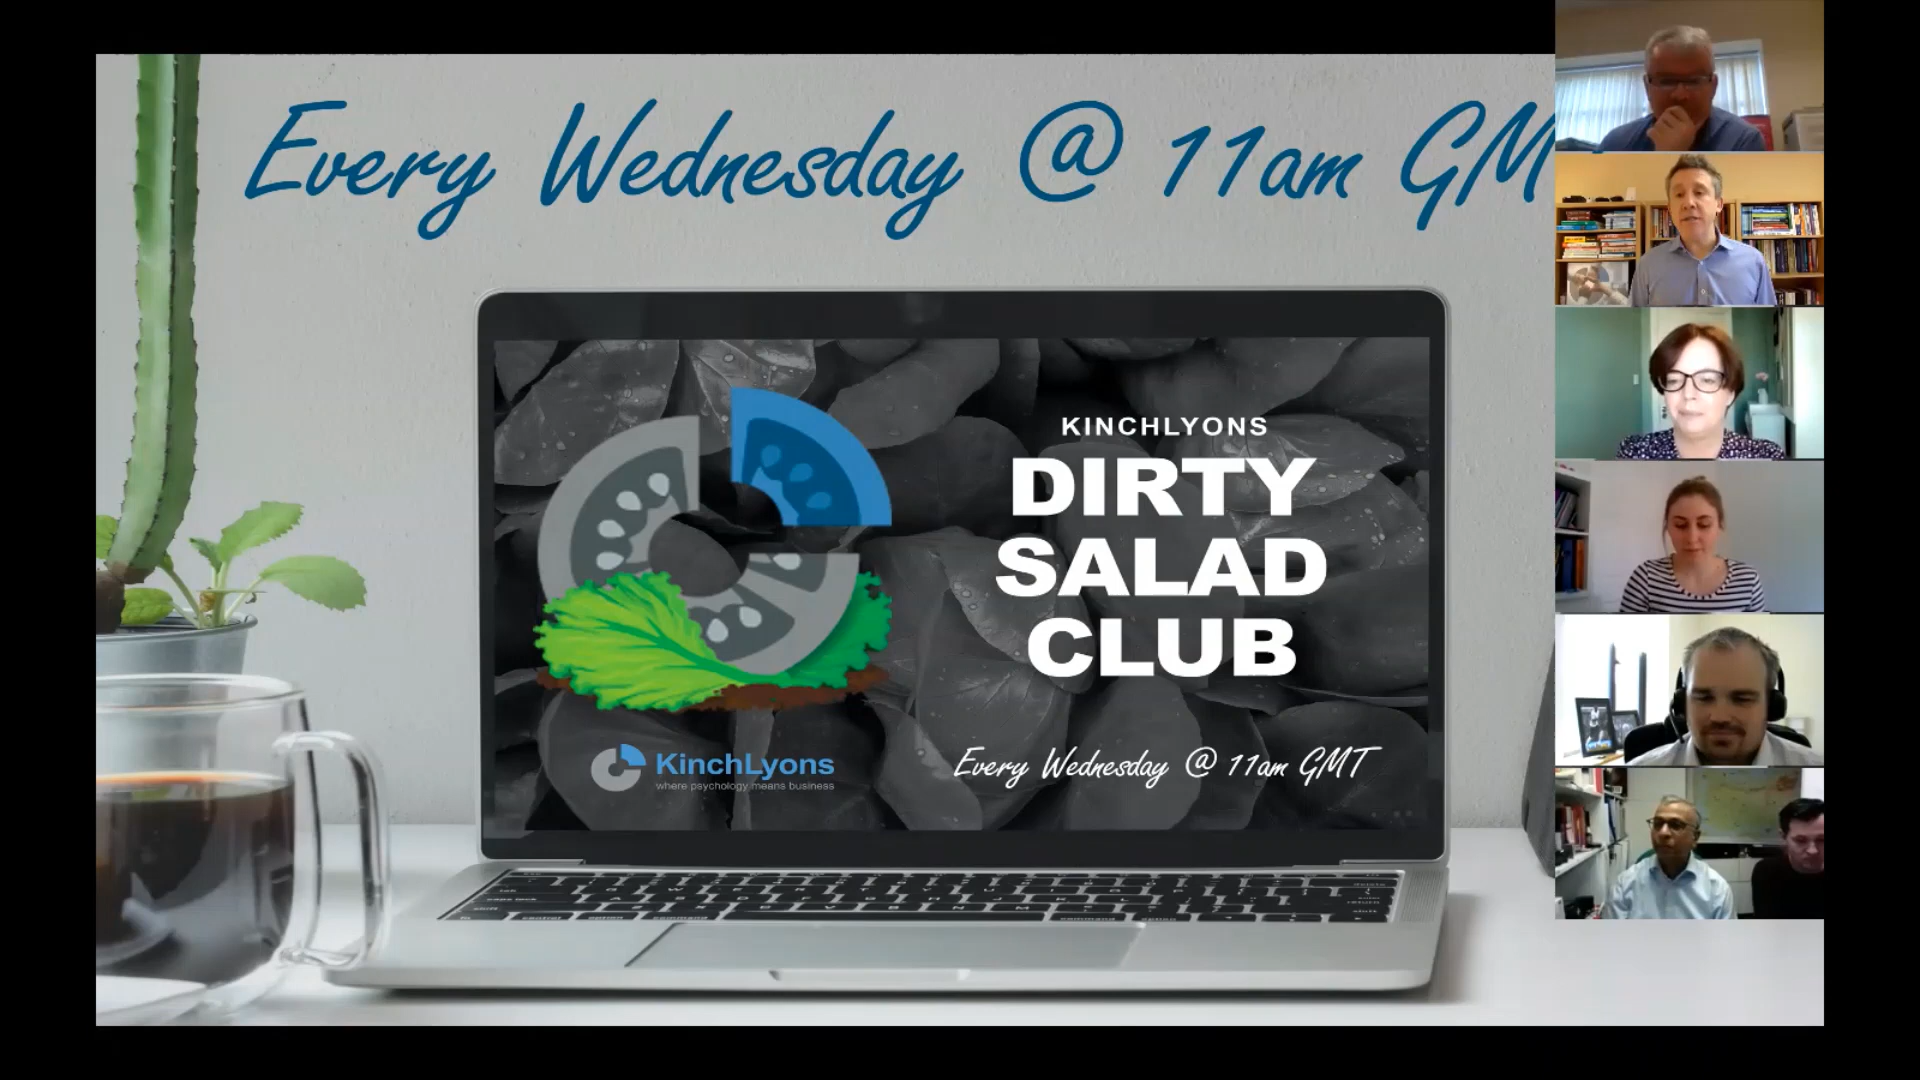 Every Wednesday @ 11am GM
KINCHLYONS
DIRTY
SALAD
CLUB
KinchLyons
where psychology means business
Every Wednesday @ 11am GMT